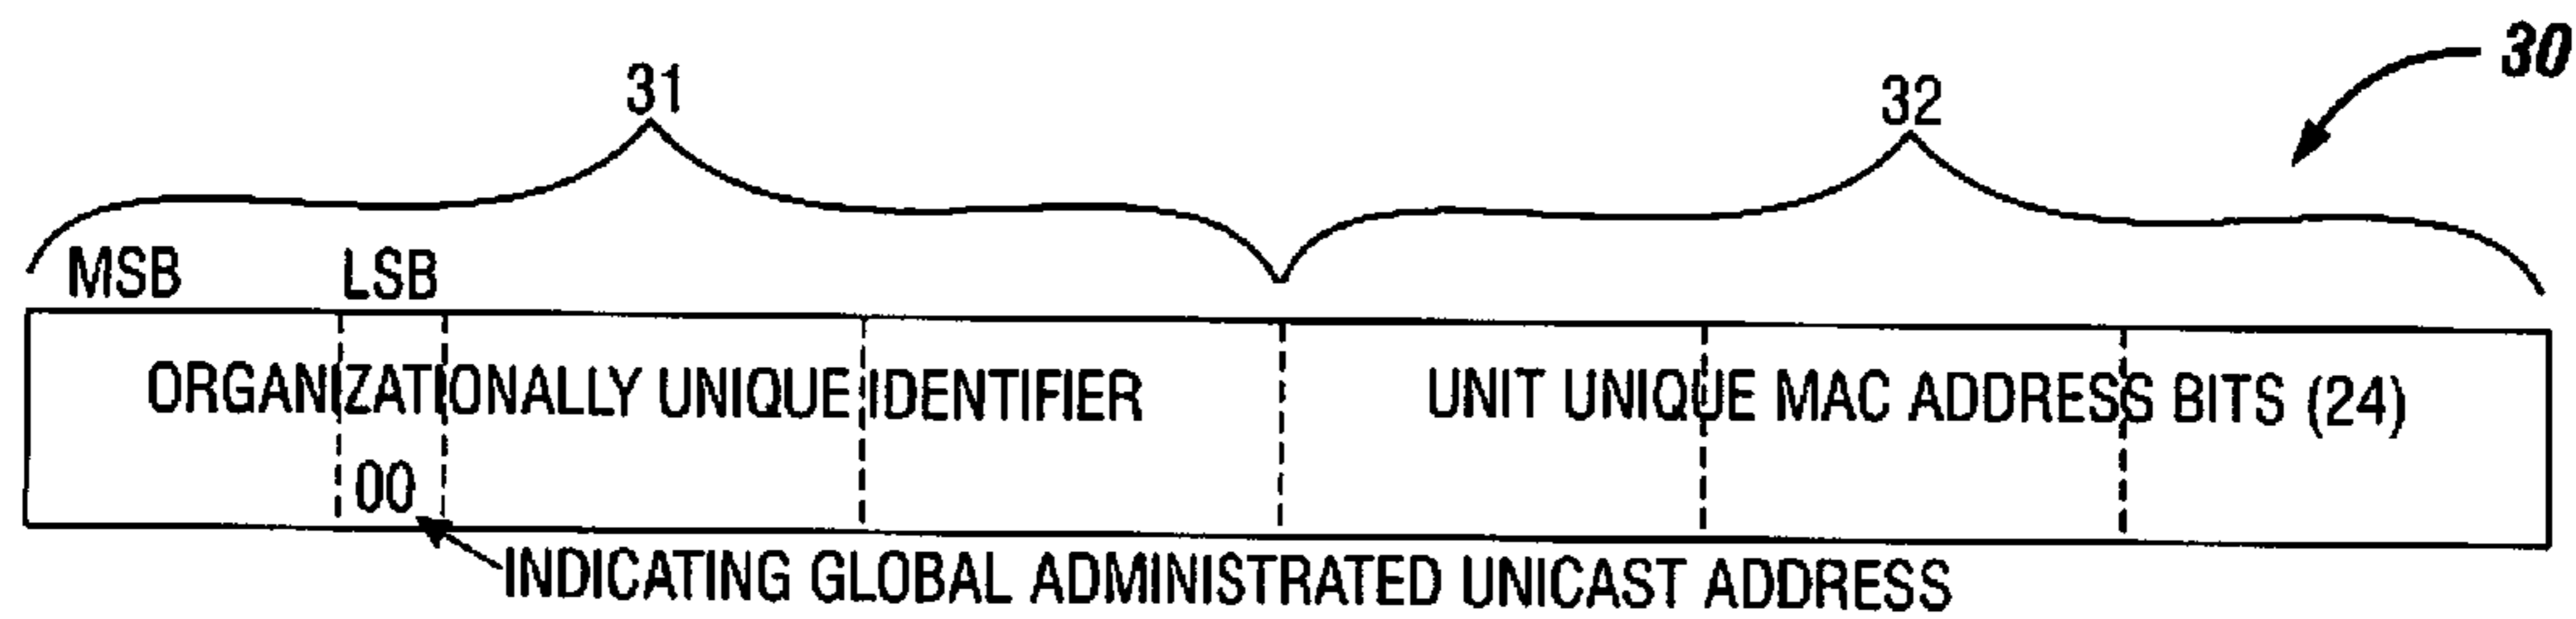 30
31 32
MSB LSB
ORGANIZATIONALLY UNIQUE IDENTIFIER UNIT UNIQUE MAC ADDRESS BITS (24)
00
INDICATING GLOBAL ADMINISTRATED UNICAST ADDRESS